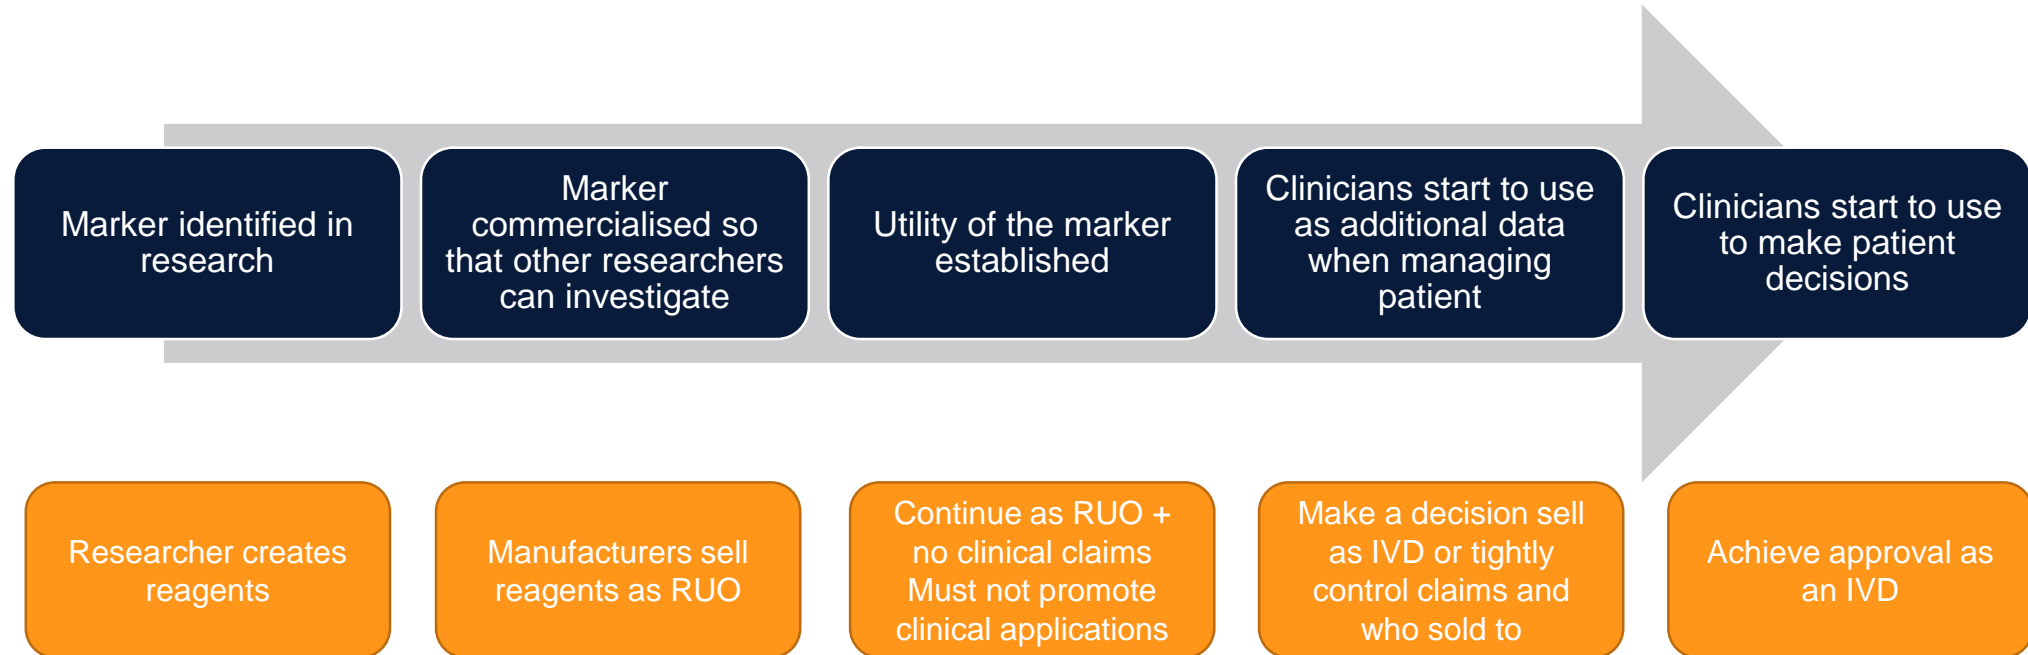 Marker identified in
research
Marker
commercialised so
that other researchers
can investigate
Utility of the marker
established
Clinicians start to use
as additional data
when managing
patient
Clinicians start to use
to make patient
decisions
Researcher creates
reagents
Manufacturers sell
reagents as RUO
Continue as RUO +
no clinical claims
Must not promote
clinical applications
Make a decision sell
as IVD or tightly
control claims and
who sold to
Achieve approval as
an IVD